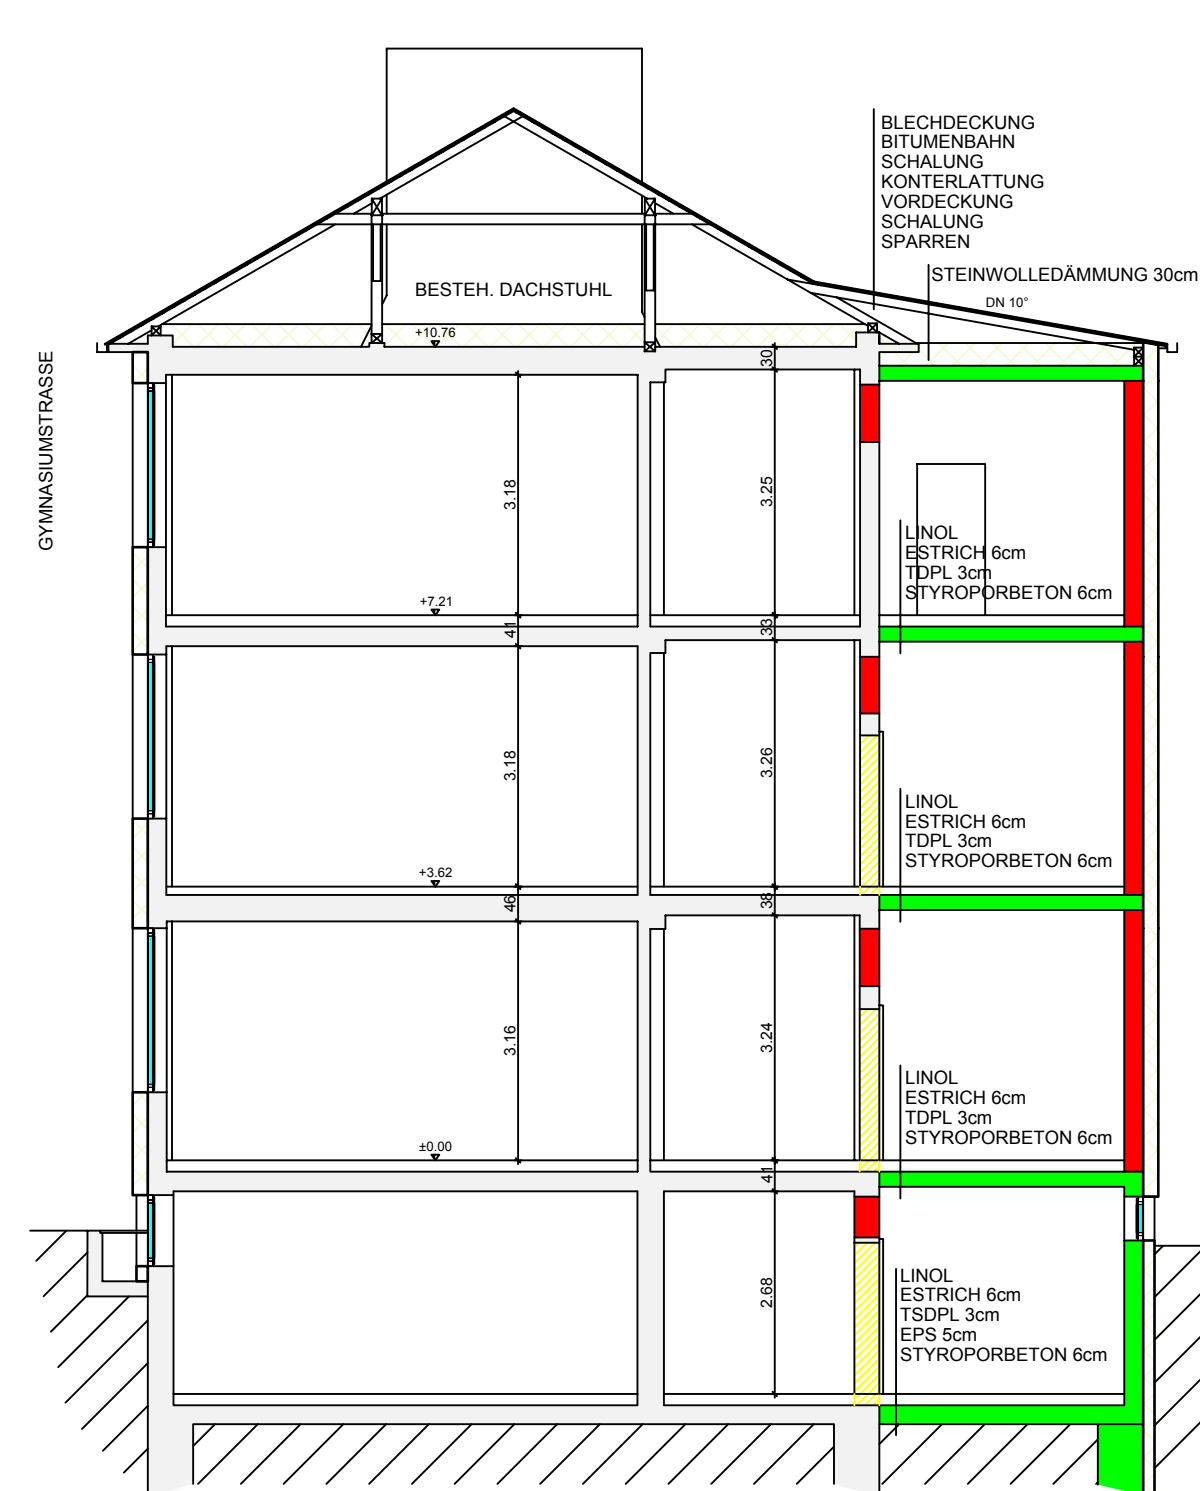 BLECHDECKUNG
BITUMENBAHN
SCHALUNG
KONTERLATTUNG
VORDECKUNG
SCHALUNG
SPARREN
STEINWOLLEDÄMMUNG 30cm
DN 10°
BESTEH. DACHSTUHL
+10.76
30
GYMNASIUMSTRASSE
3.18
3.25
LINOL
ESTRICH 6cm
TDPL 3cm
STYROPORBETON 6cm
+7.21
41
33
3.18
3.26
LINOL
ESTRICH 6cm
TDPL 3cm
STYROPORBETON 6cm
+3.62
46
38
3.16
3.24
LINOL
ESTRICH 6cm
TDPL 3cm
STYROPORBETON 6cm
±0.00
41
2.68
LINOL
ESTRICH 6cm
TSDPL 3cm
EPS 5cm
STYROPORBETON 6cm